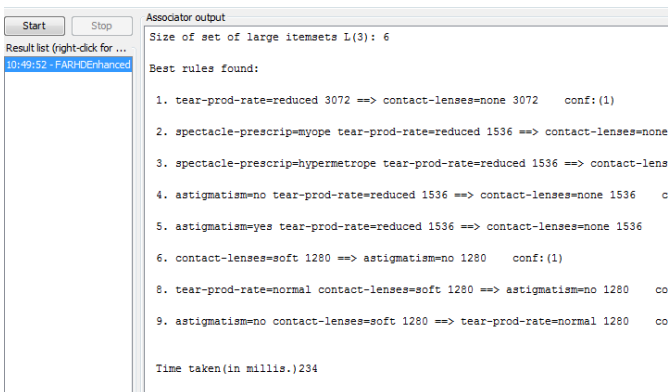 Start
Stop
Result list (right-click for ...
10:49:52 - FARHDEnhanced
Associator output
Size of set of large itemsets L(3): 6
Best rules found:
1. tear-prod-rate=reduced 3072 ==> contact-lenses=none 3072    conf:(1)
2. spectacle-prescrip=myope tear-prod-rate=reduced 1536 ==> contact-lenses=none
3. spectacle-prescrip=hypermetrope tear-prod-rate=reduced 1536 ==> contact-lens
4. astigmatism=no tear-prod-rate=reduced 1536 ==> contact-lenses=none 1536    c
5. astigmatism=yes tear-prod-rate=reduced 1536 ==> contact-lenses=none 1536
6. contact-lenses=soft 1280 ==> astigmatism=no 1280    conf:(1)
8. tear-prod-rate=normal contact-lenses=soft 1280 ==> astigmatism=no 1280    co
9. astigmatism=no contact-lenses=soft 1280 ==> tear-prod-rate=normal 1280    co
Time taken(in millis.)234